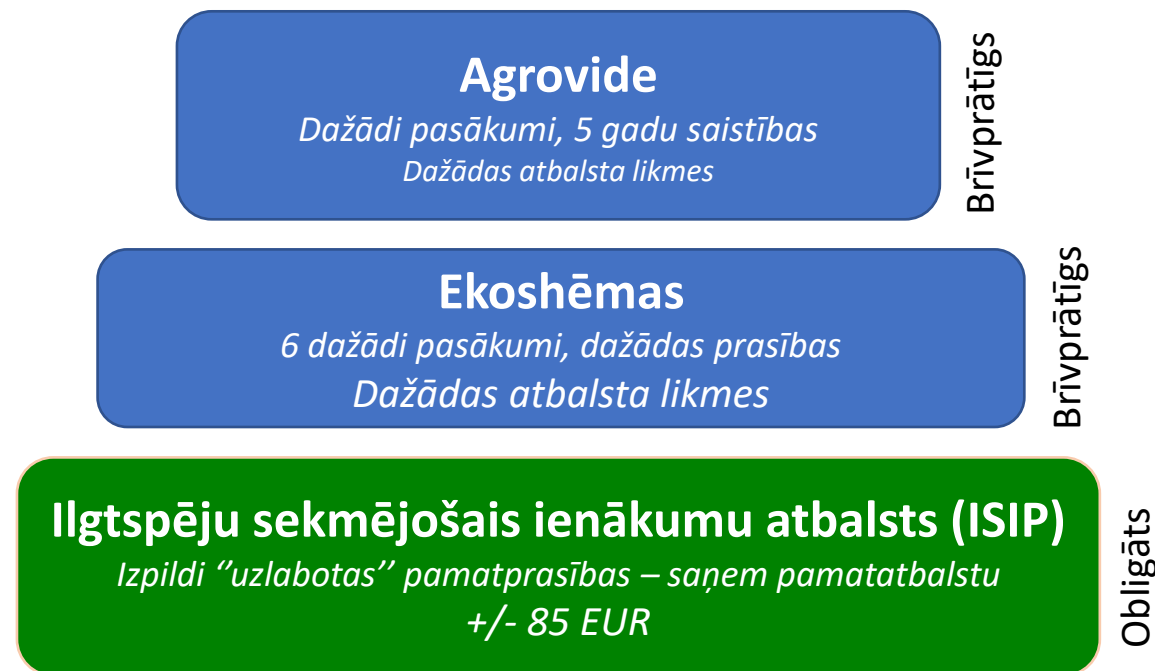 Agrovide
Dažādi pasākumi, 5 gadu saistības
Dažādas atbalsta likmes
Brīvprātīgs
Ekoshēmas
6 dažādi pasākumi, dažādas prasības
Dažādas atbalsta likmes
Brīvprātīgs
Ilgtspēju sekmējošais ienākumu atbalsts (ISIP)
Izpildi ‘’uzlabotas’’ pamatprasības – saņem pamatatbalstu
+/- 85 EUR
Obligāts